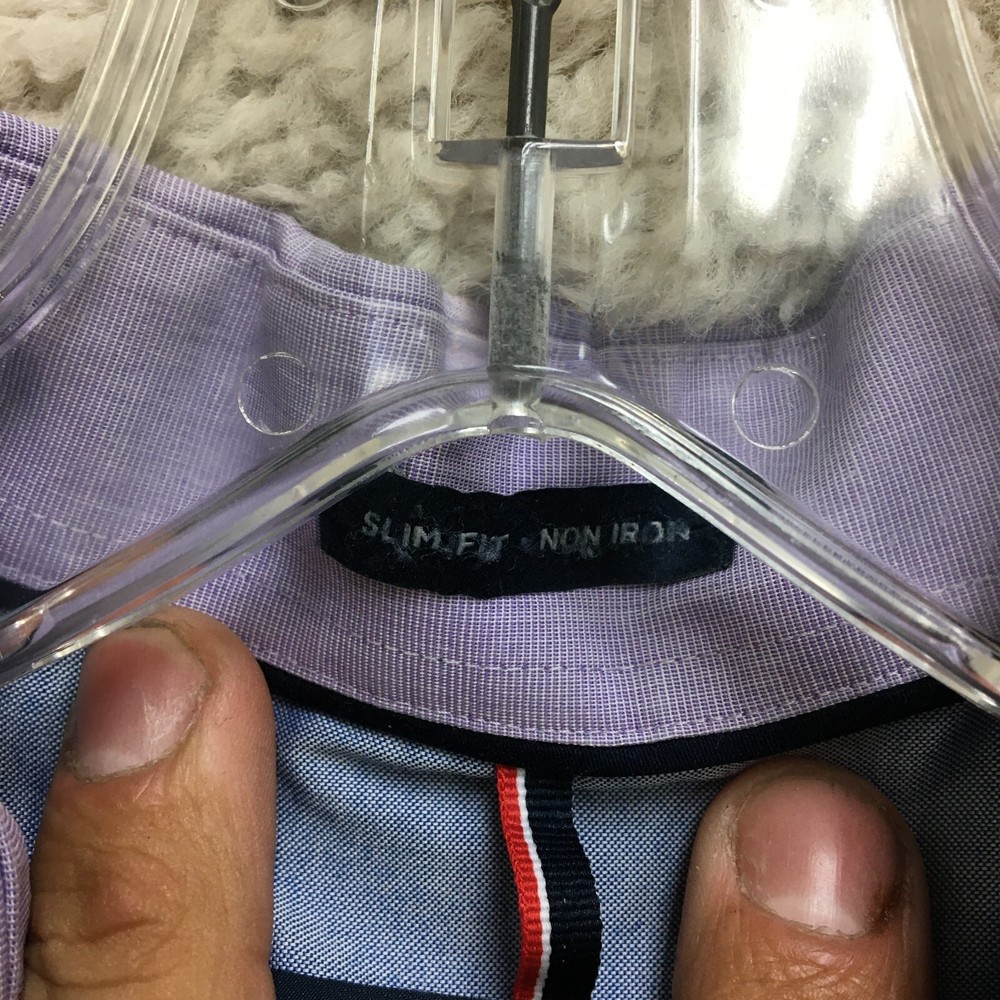 SLIM FIT · NON IRON